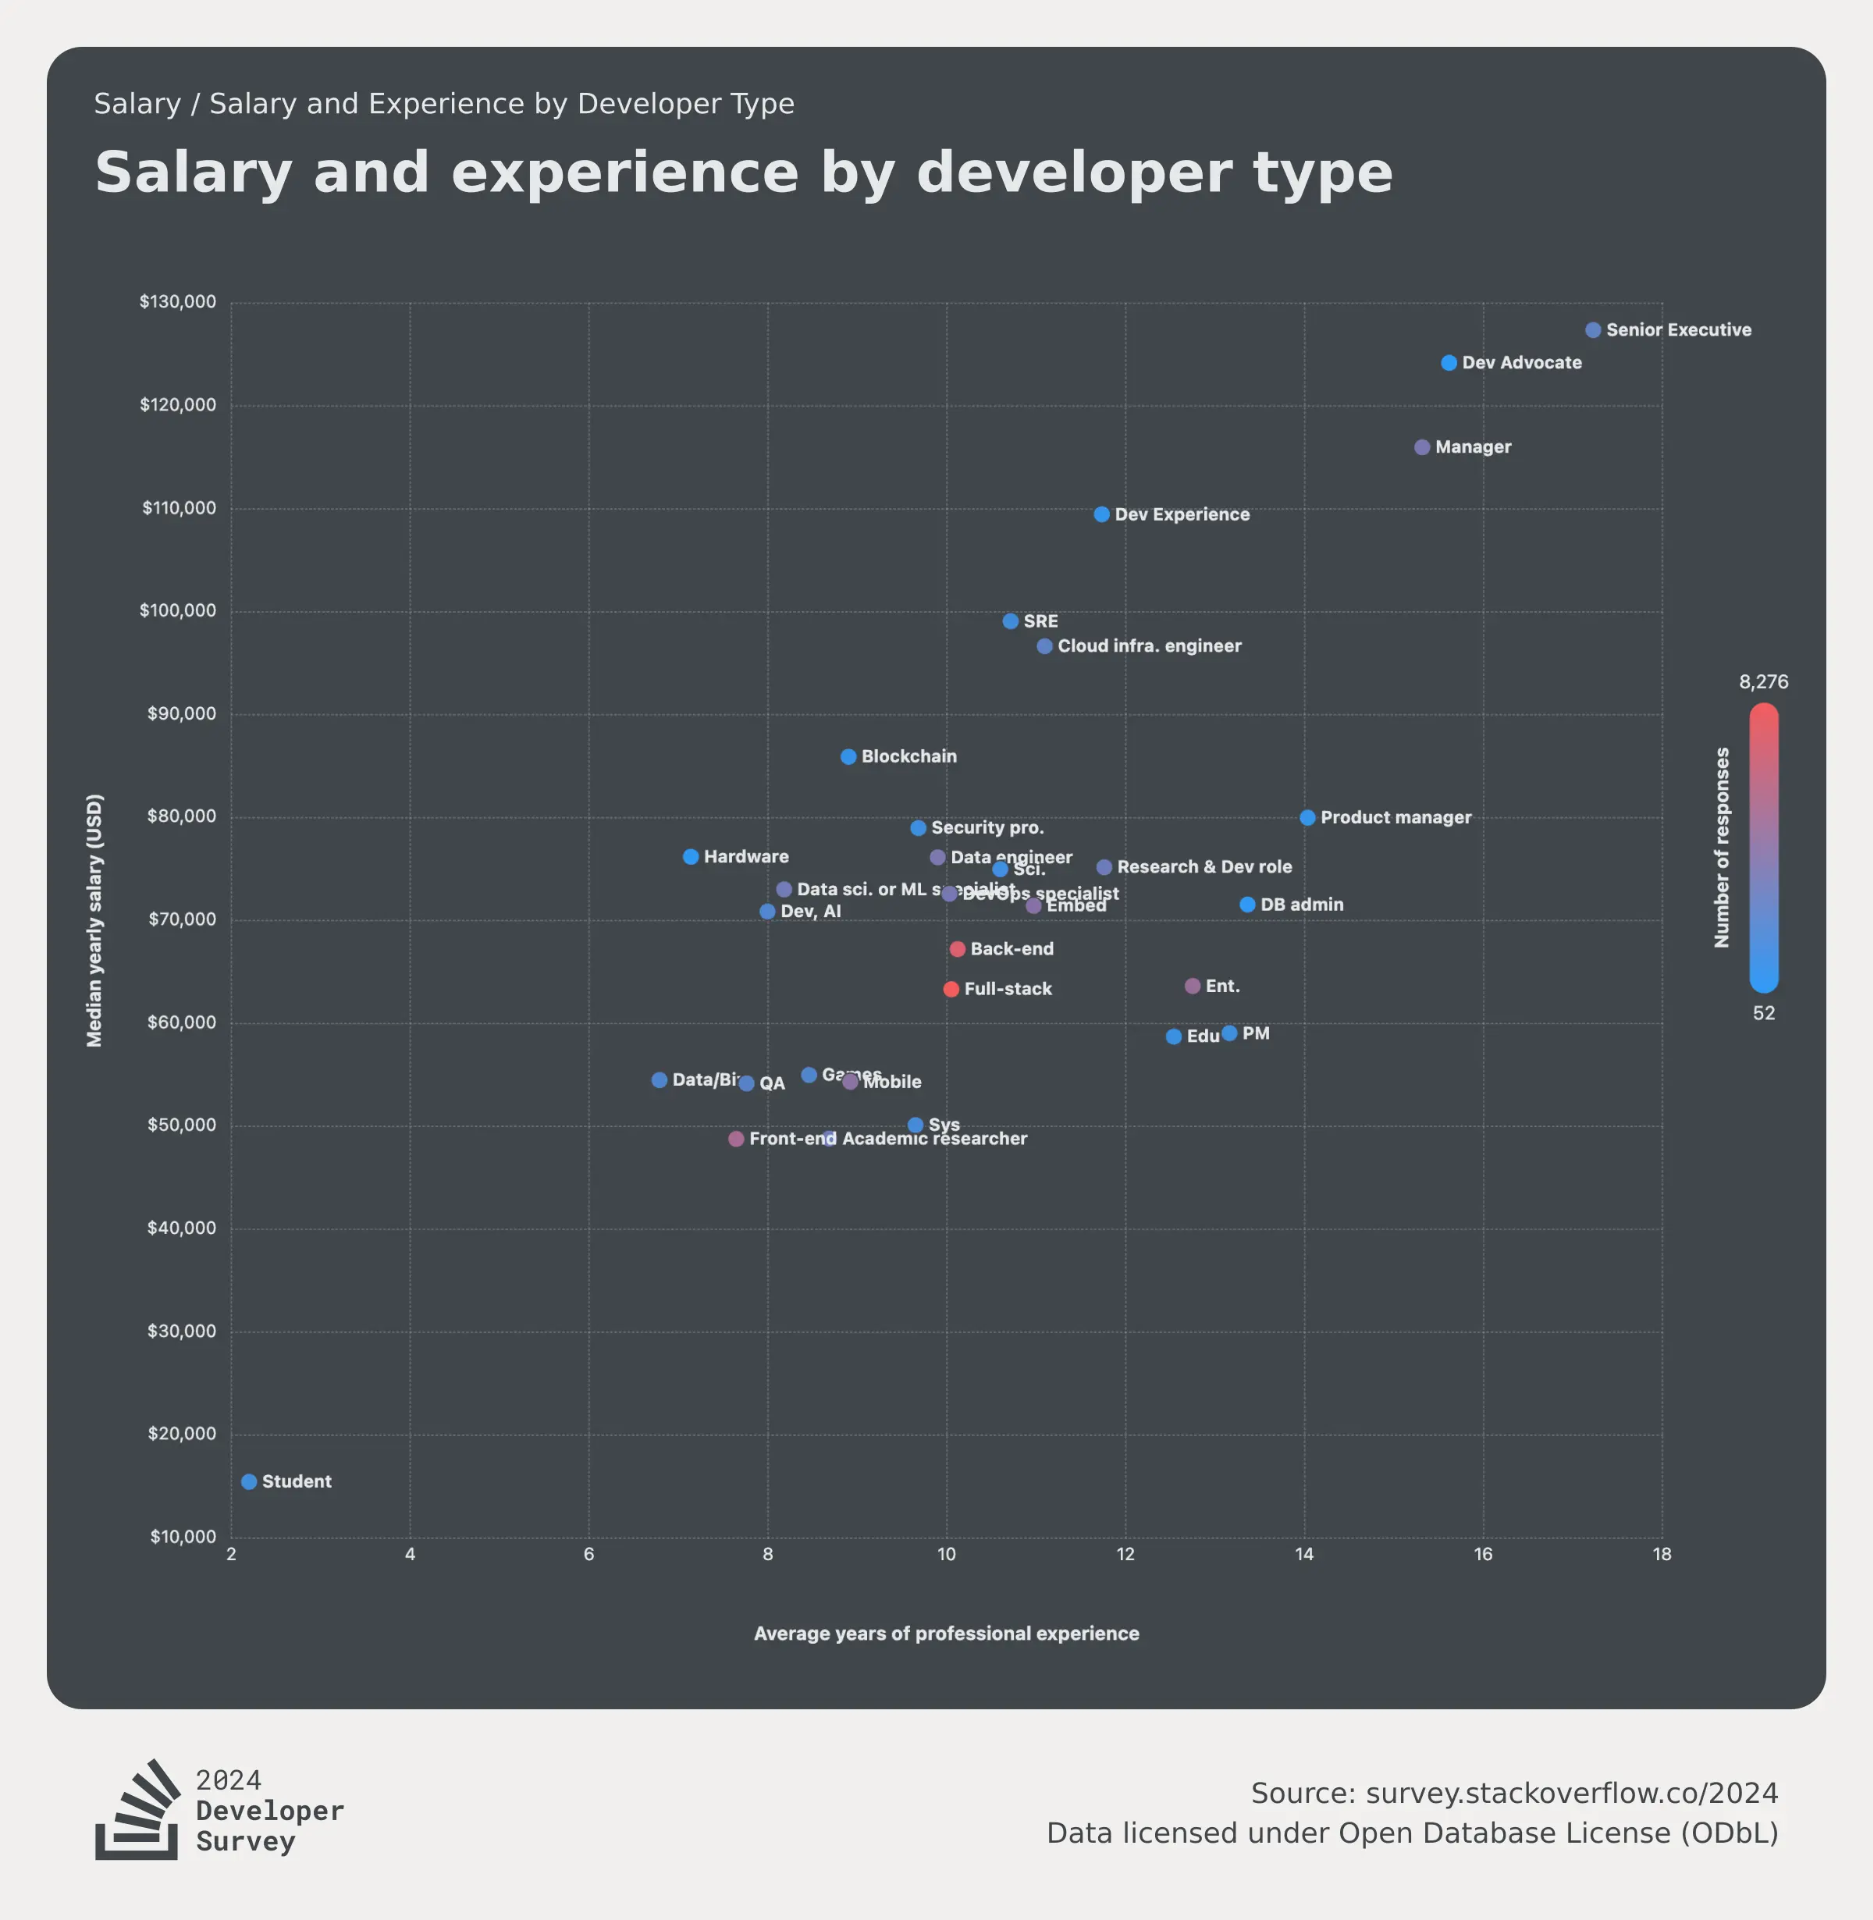 Salary / Salary and Experience by Developer Type
Salary and experience by developer type
$130,000
$120,000
$110,000
$100,000
$90,000
$80,000
$70,000
$60,000
$50,000
$40,000
$30,000
$20,000
$10,000
Median yearly salary (USD)
Senior Executive
Dev Advocate
Manager
Dev Experience
SRE
Cloud infra. engineer
Blockchain
Product manager
Security pro.
Hardware
Data engineer
Research & Dev role
Sci.
Data sci. or ML specialist
DevOps specialist
DB admin
Embed
Dev, AI
Back-end
Ent.
Full-stack
PM
Edu
Games
Data/Bi
Mobile
QA
Sys
Front-end
Academic researcher
Student
2 4 6 8 10 12 14 16 18
Average years of professional experience
8,276
Number of responses
52
2024
Developer
Survey
Source: survey.stackoverflow.co/2024
Data licensed under Open Database License (ODbL)